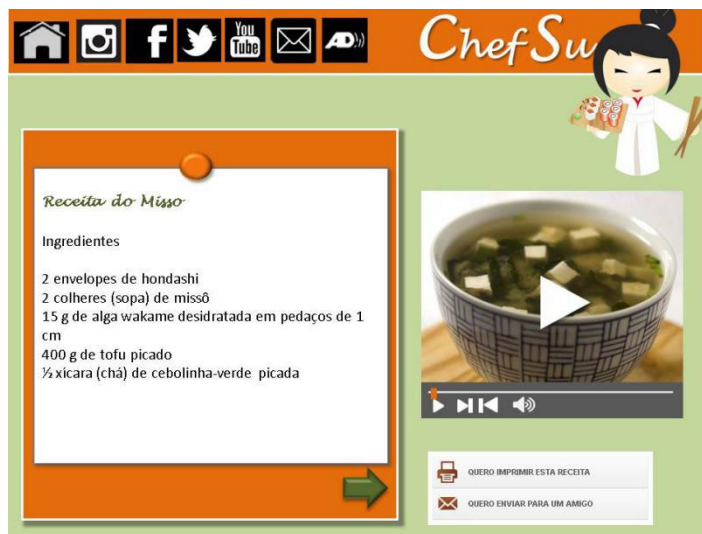 You
Tube
AD))
Chef Su
Receita do Misso
Ingredientes
2 envelopes de hondashi
2 colheres (sopa) de missô
15 g de alga wakame desidratada em pedaços de 1
cm
400 g de tofu picado
½ xícara (chá) de cebolinha-verde picada
QUERO IMPRIMIR ESTA RECEITA
QUERO ENVIAR PARA UM AMIGO